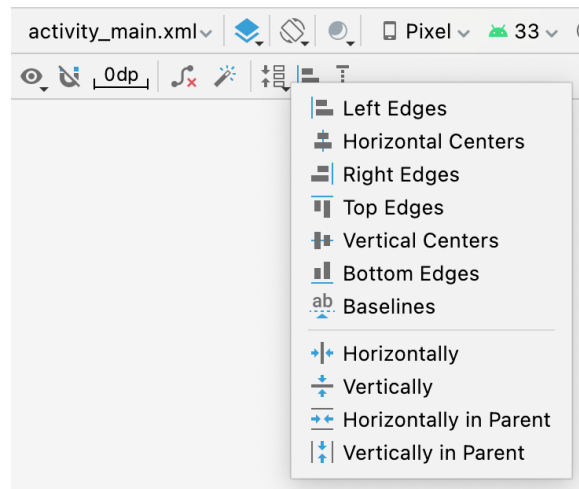 activity_main.xml Pixel 33
0dp
Left Edges
Horizontal Centers
Right Edges
Top Edges
Vertical Centers
Bottom Edges
ab Baselines
Horizontally
Vertically
Horizontally in Parent
Vertically in Parent